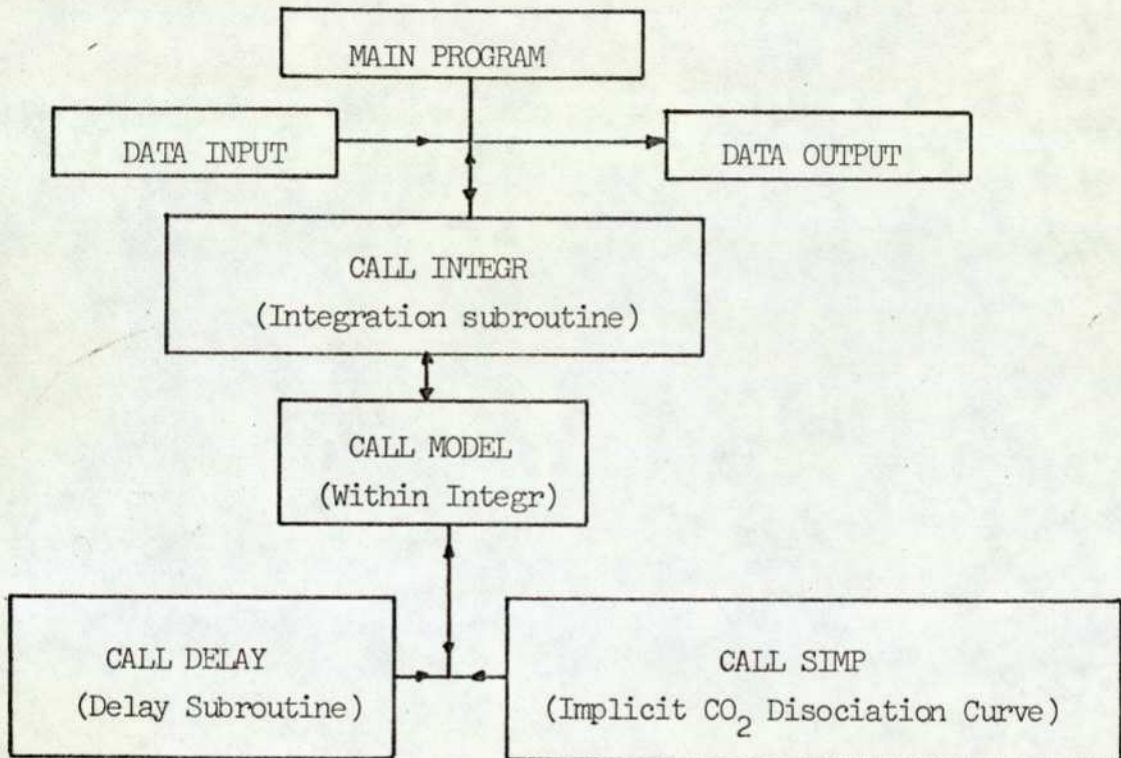 MAIN PROGRAM
DATA INPUT
DATA OUTPUT
CALL INTEGR
(Integration subroutine)
CALL MODEL
(Within Integr)
CALL DELAY
(Delay Subroutine)
CALL SIMP
(Implicit CO₂ Disociation Curve)